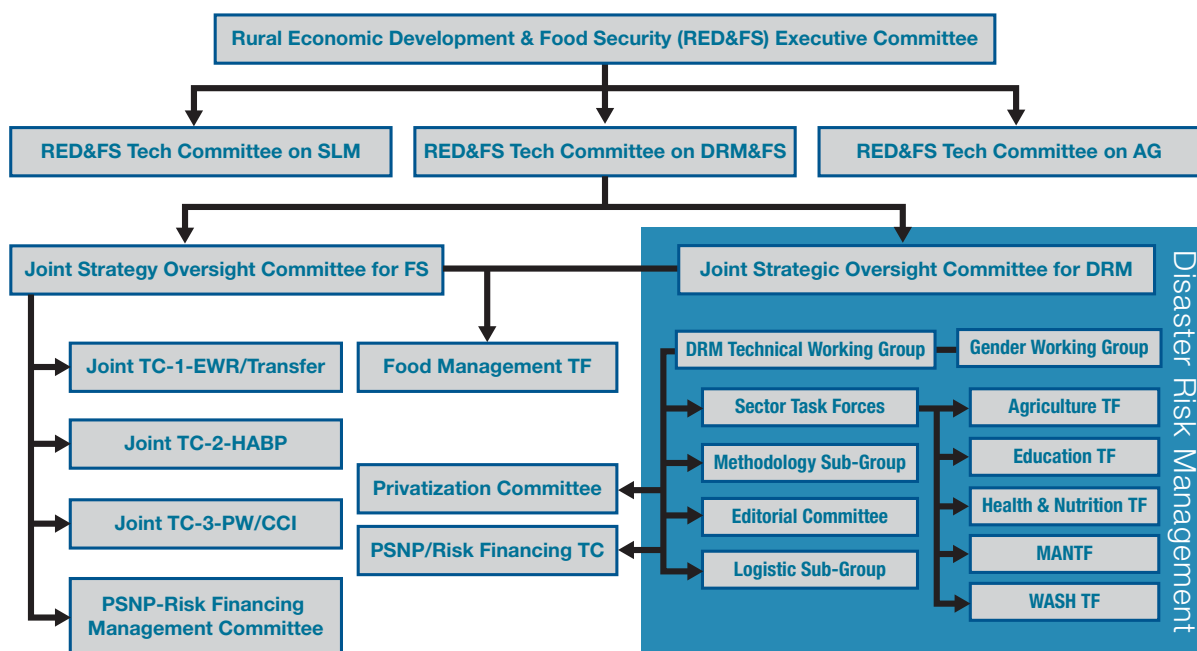 Rural Economic Development & Food Security (RED&FS) Executive Committee
RED&FS Tech Committee on SLM
RED&FS Tech Committee on DRM&FS
RED&FS Tech Committee on AG
Joint Strategy Oversight Committee for FS
Joint Strategic Oversight Committee for DRM
Disaster Risk Management
Joint TC-1-EWR/Transfer
Joint TC-2-HABP
Joint TC-3-PW/CCI
PSNP-Risk Financing
Management Committee
Food Management TF
Privatization Committee
PSNP/Risk Financing TC
DRM Technical Working Group
Gender Working Group
Sector Task Forces
Methodology Sub-Group
Editorial Committee
Logistic Sub-Group
Agriculture TF
Education TF
Health & Nutrition TF
MANTF
WASH TF